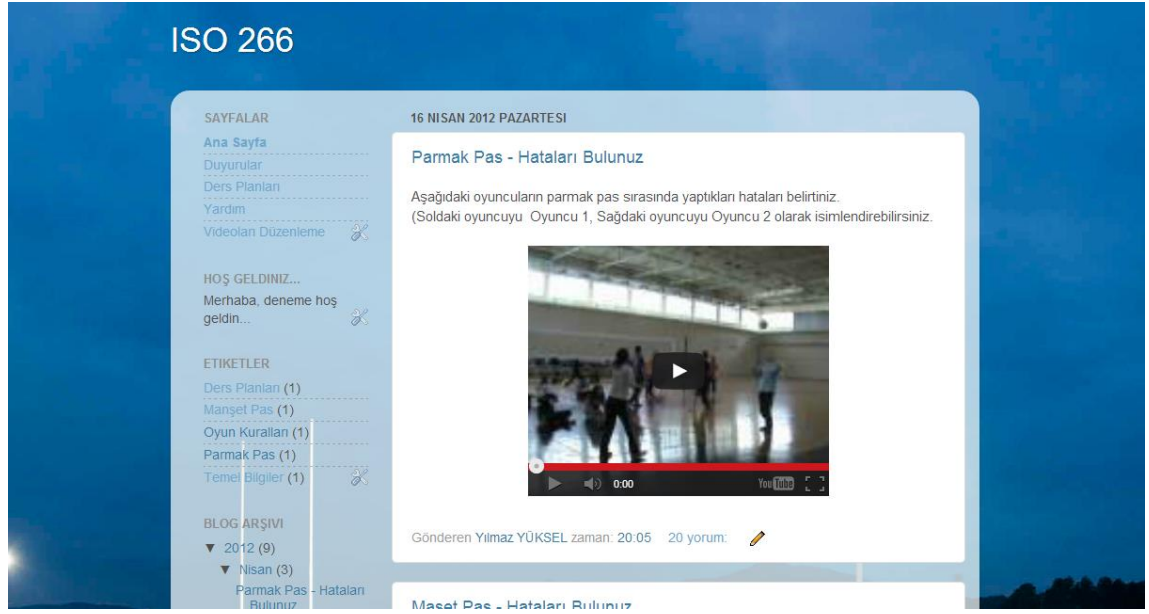 ISO 266
SAYFALAR
Ana Sayfa
Duyurular
Ders Planları
Yardım
Videoları Düzenleme
HOŞ GELDINIZ...
Merhaba, deneme hoş
geldin...
ETIKETLER
Ders Planları (1)
Manşet Pas (1)
Oyun Kuralları (1)
Parmak Pas (1)
Temel Bilgiler (1)
BLOG ARŞIVI
▼ 2012 (9)
▼ Nisan (3)
Parmak Pas - Hataları
Bulunuz
16 NISAN 2012 PAZARTESI
Parmak Pas - Hataları Bulunuz
Aşağıdaki oyuncuların parmak pas sırasında yaptıkları hataları belirtiniz.
(Soldaki oyuncuyu Oyuncu 1, Sağdaki oyuncuyu Oyuncu 2 olarak isimlendirebilirsiniz.
0:00 YouTube
Gönderen Yılmaz YÜKSEL zaman: 20:05 20 yorum:
Maşet Pas - Hataları Bulunuz